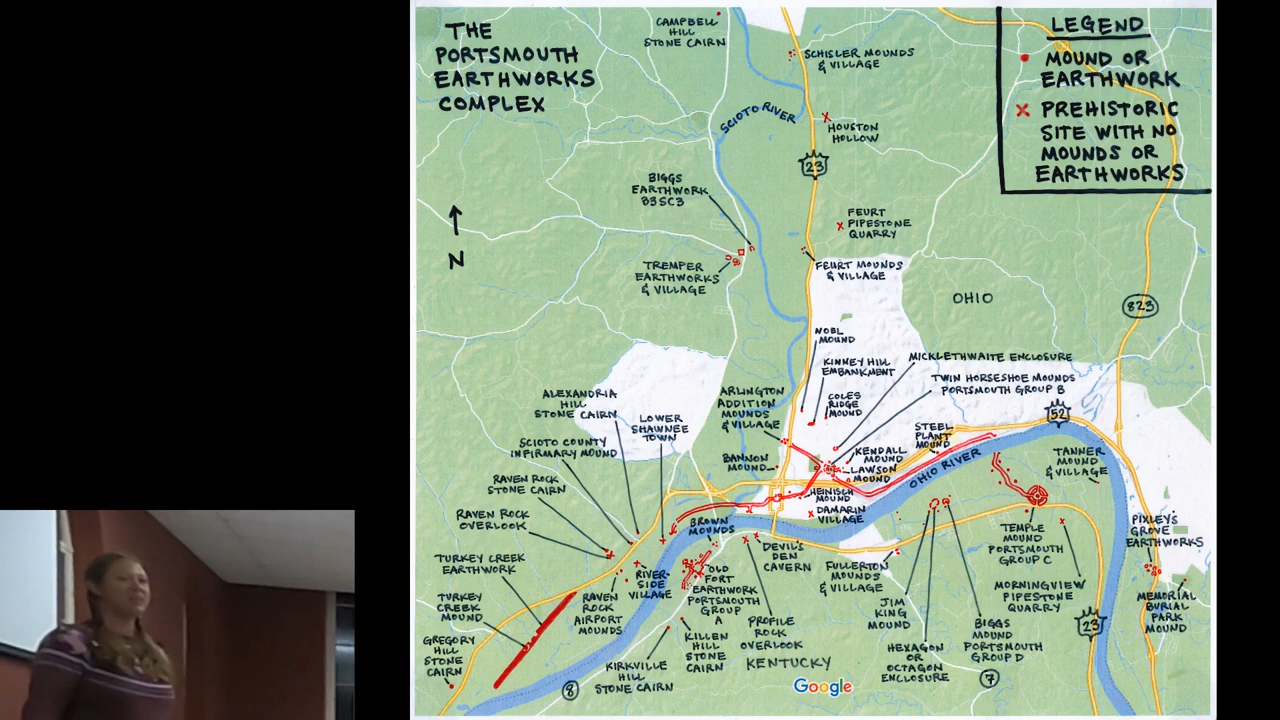 THE
PORTSMOUTH
EARTHWORKS
COMPLEX
N
LEGEND
MOUND OR
EARTHWORK
PREHISTORIC
SITE WITH NO
MOUNDS OR
EARTHWORKS
CAMPBELL
HILL
STONE CAIRN
SCHISLER MOUNDS
& VILLAGE
SCIOTO RIVER
HOUSTON
HOLLOW
23
BIGGS
EARTHWORK
33SC3
FEURT
PIPESTONE
QUARRY
TREMPER
EARTHWORKS
& VILLAGE
FEURT MOUNDS
& VILLAGE
OHIO
823
NOEL
MOUND
KINNEY HILL
EMBANKMENT
MICKLETHWAITE ENCLOSURE
TWIN HORSESHOE MOUNDS
PORTSMOUTH GROUP B
COLES
RIDGE
MOUND
ARLINGTON
ADDITION
MOUNDS
& VILLAGE
ALEXANDRIA
HILL
STONE CAIRN
LOWER
SHAWNEE
TOWN
SCIOTO COUNTY
INFIRMARY MOUND
52
STEEL
PLANT
MOUND
KENDALL
MOUND
LAWSON
MOUND
BANNON
MOUND
OHIO RIVER
TANNER
MOUND
& VILLAGE
RAVEN ROCK
STONE CAIRN
HEINISCH
MOUND
DAMARIN
VILLAGE
RAVEN ROCK
OVERLOOK
BROWN
MOUNDS
DEVIL'S
DEN
CAVERN
TEMPLE
MOUND
PORTSMOUTH
GROUP C
PIXLEY'S
GROVE
EARTHWORKS
TURKEY CREEK
EARTHWORK
RIVER-
SIDE
VILLAGE
OLD
FORT
EARTHWORK
PORTSMOUTH
GROUP
A
FULLERTON
MOUNDS
& VILLAGE
MORNINGVIEW
PIPESTONE
QUARRY
TURKEY
CREEK
MOUND
RAVEN
ROCK
AIRPORT
MOUNDS
PROFILE
ROCK
OVERLOOK
JIM
KING
MOUND
BIGGS
MOUND
PORTSMOUTH
GROUP D
23
MEMORIAL
BURIAL
PARK
MOUND
GREGORY
HILL
STONE
CAIRN
KILLEN
HILL
STONE
CAIRN
KIRKVILLE
HILL
STONE CAIRN
KENTUCKY
HEXAGON
OR
OCTAGON
ENCLOSURE
8
Google
7